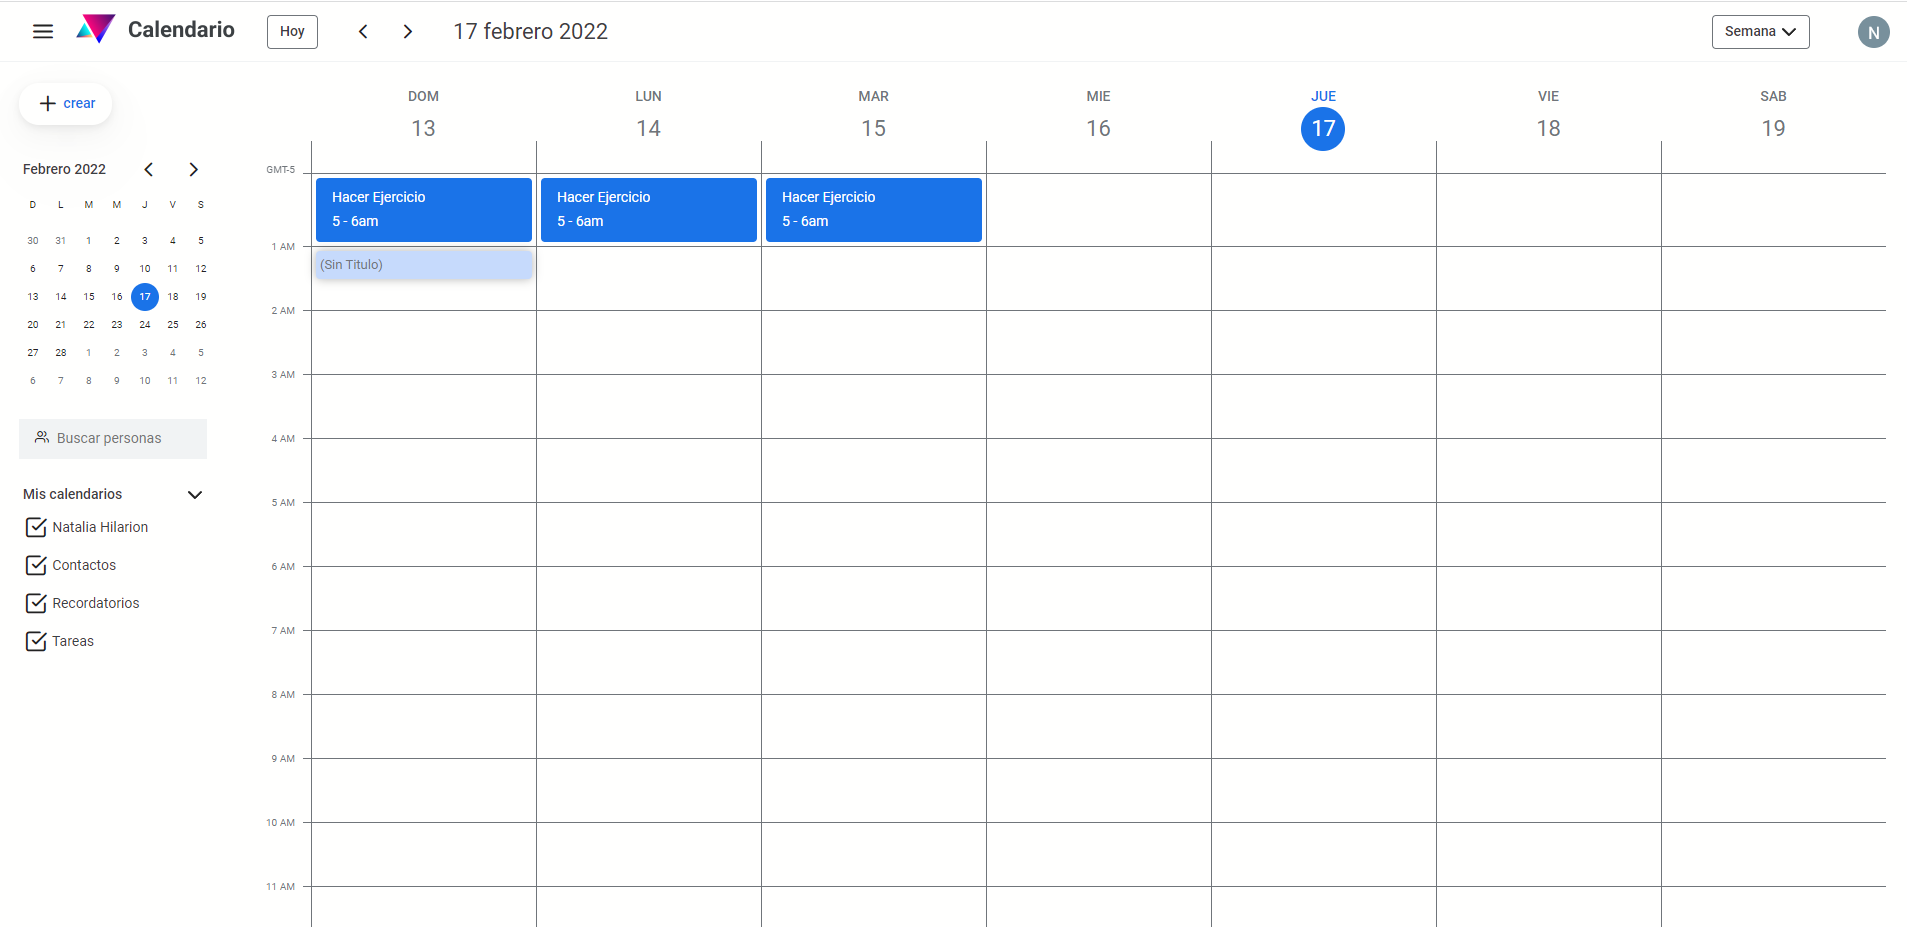 Calendario
Hoy
17 febrero 2022
Semana
N
crear
Febrero 2022
D L M M J V S
30 31 1 2 3 4 5
6 7 8 9 10 11 12
13 14 15 16 17 18 19
20 21 22 23 24 25 26
27 28 1 2 3 4 5
6 7 8 9 10 11 12
Buscar personas
Mis calendarios
Natalia Hilarion
Contactos
Recordatorios
Tareas
DOM LUN MAR MIE JUE VIE SAB
13 14 15 16 17 18 19
GMT-5
Hacer Ejercicio
5 - 6am
Hacer Ejercicio
5 - 6am
Hacer Ejercicio
5 - 6am
1 AM
(Sin Titulo)
2 AM
3 AM
4 AM
5 AM
6 AM
7 AM
8 AM
9 AM
10 AM
11 AM